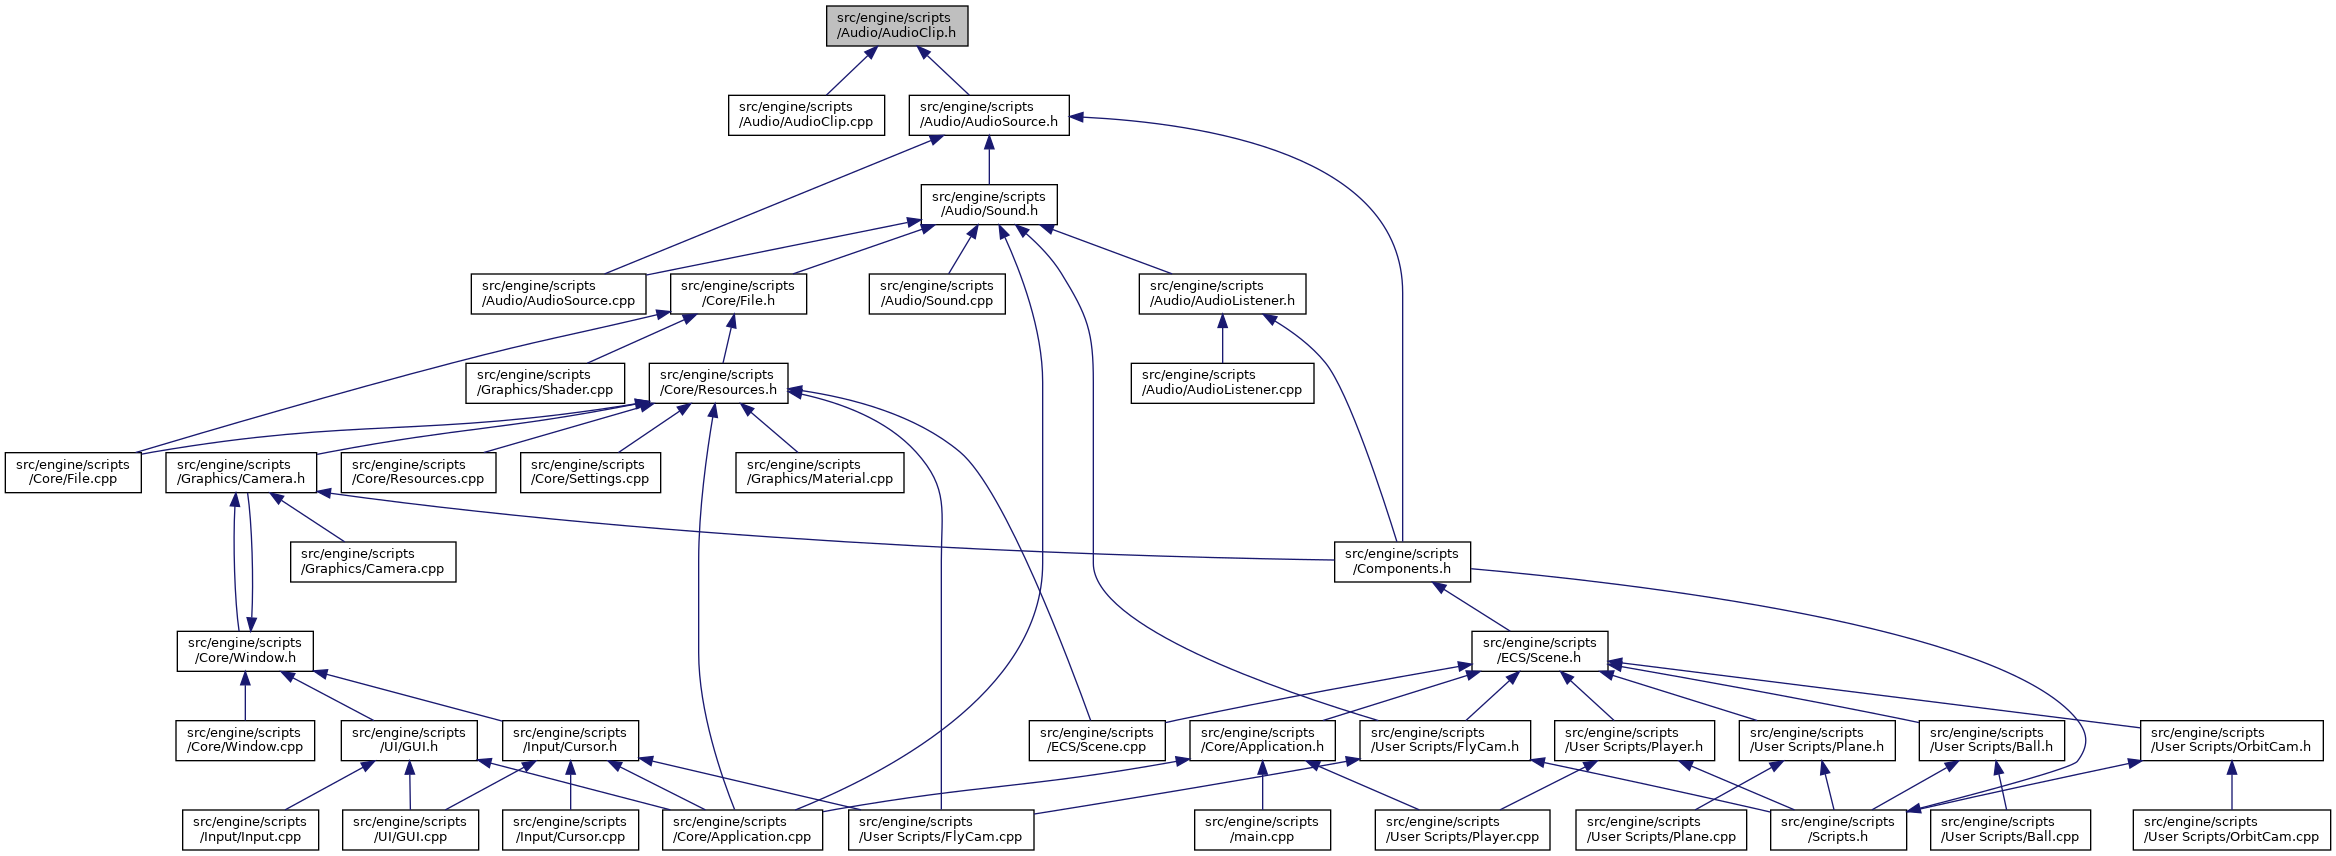 src/engine/scripts
/Audio/AudioClip.h
src/engine/scripts
/Audio/AudioClip.cpp
src/engine/scripts
/Audio/AudioSource.h
src/engine/scripts
/Audio/Sound.h
src/engine/scripts
/Audio/AudioSource.cpp
src/engine/scripts
/Core/File.h
src/engine/scripts
/Audio/Sound.cpp
src/engine/scripts
/Audio/AudioListener.h
src/engine/scripts
/Graphics/Shader.cpp
src/engine/scripts
/Core/Resources.h
src/engine/scripts
/Audio/AudioListener.cpp
src/engine/scripts
/Core/File.cpp
src/engine/scripts
/Graphics/Camera.h
src/engine/scripts
/Core/Resources.cpp
src/engine/scripts
/Core/Settings.cpp
src/engine/scripts
/Graphics/Material.cpp
src/engine/scripts
/Graphics/Camera.cpp
src/engine/scripts
/Components.h
src/engine/scripts
/Core/Window.h
src/engine/scripts
/ECS/Scene.h
src/engine/scripts
/Core/Window.cpp
src/engine/scripts
/UI/GUI.h
src/engine/scripts
/Input/Cursor.h
src/engine/scripts
/ECS/Scene.cpp
src/engine/scripts
/Core/Application.h
src/engine/scripts
/User Scripts/FlyCam.h
src/engine/scripts
/User Scripts/Player.h
src/engine/scripts
/User Scripts/Plane.h
src/engine/scripts
/User Scripts/Ball.h
src/engine/scripts
/User Scripts/OrbitCam.h
src/engine/scripts
/Input/Input.cpp
src/engine/scripts
/UI/GUI.cpp
src/engine/scripts
/Input/Cursor.cpp
src/engine/scripts
/Core/Application.cpp
src/engine/scripts
/User Scripts/FlyCam.cpp
src/engine/scripts
/main.cpp
src/engine/scripts
/User Scripts/Player.cpp
src/engine/scripts
/User Scripts/Plane.cpp
src/engine/scripts
/Scripts.h
src/engine/scripts
/User Scripts/Ball.cpp
src/engine/scripts
/User Scripts/OrbitCam.cpp